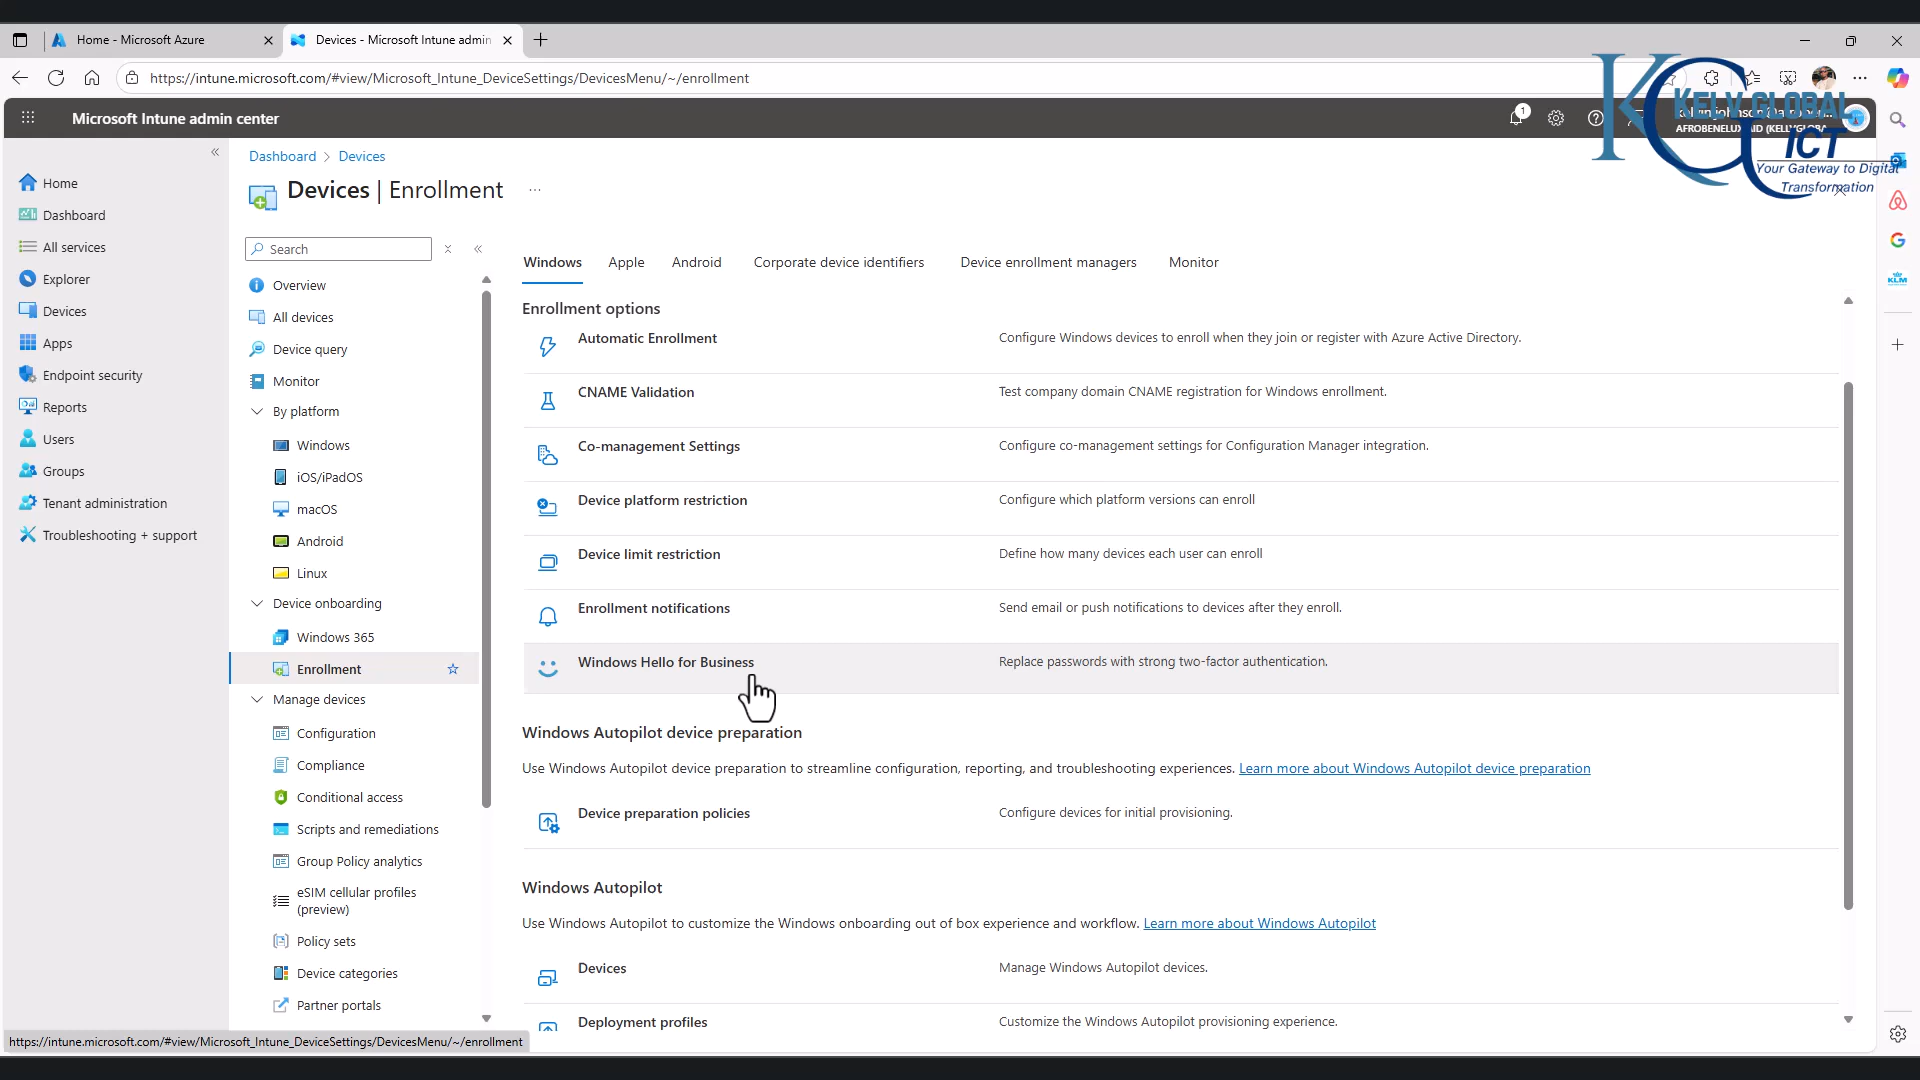 Home - Microsoft Azure
Devices - Microsoft Intune admin
https://intune.microsoft.com/#view/Microsoft_Intune_DeviceSettings/DevicesMenu/~/enrollment
Microsoft Intune admin center
1
AFROBENELUX AID (KELLYGLOBA
KELV GLOBAL
ICT
Your Gateway to Digital
Transformation
KLM
Home
Dashboard
All services
Explorer
Devices
Apps
Endpoint security
Reports
Users
Groups
Tenant administration
Troubleshooting + support
Dashboard > Devices
Devices | Enrollment
Search
Overview
All devices
Device query
Monitor
By platform
Windows
iOS/iPadOS
macOS
Android
Linux
Device onboarding
Windows 365
Enrollment
Manage devices
Configuration
Compliance
Conditional access
Scripts and remediations
Group Policy analytics
eSIM cellular profiles
(preview)
Policy sets
Device categories
Partner portals
Windows Apple Android Corporate device identifiers Device enrollment managers Monitor
Enrollment options
Automatic Enrollment Configure Windows devices to enroll when they join or register with Azure Active Directory.
CNAME Validation Test company domain CNAME registration for Windows enrollment.
Co-management Settings Configure co-management settings for Configuration Manager integration.
Device platform restriction Configure which platform versions can enroll
Device limit restriction Define how many devices each user can enroll
Enrollment notifications Send email or push notifications to devices after they enroll.
Windows Hello for Business Replace passwords with strong two-factor authentication.
Windows Autopilot device preparation
Use Windows Autopilot device preparation to streamline configuration, reporting, and troubleshooting experiences. Learn more about Windows Autopilot device preparation
Device preparation policies Configure devices for initial provisioning.
Windows Autopilot
Use Windows Autopilot to customize the Windows onboarding out of box experience and workflow. Learn more about Windows Autopilot
Devices Manage Windows Autopilot devices.
Deployment profiles Customize the Windows Autopilot provisioning experience.
https://intune.microsoft.com/#view/Microsoft_Intune_DeviceSettings/DevicesMenu/~/enrollment